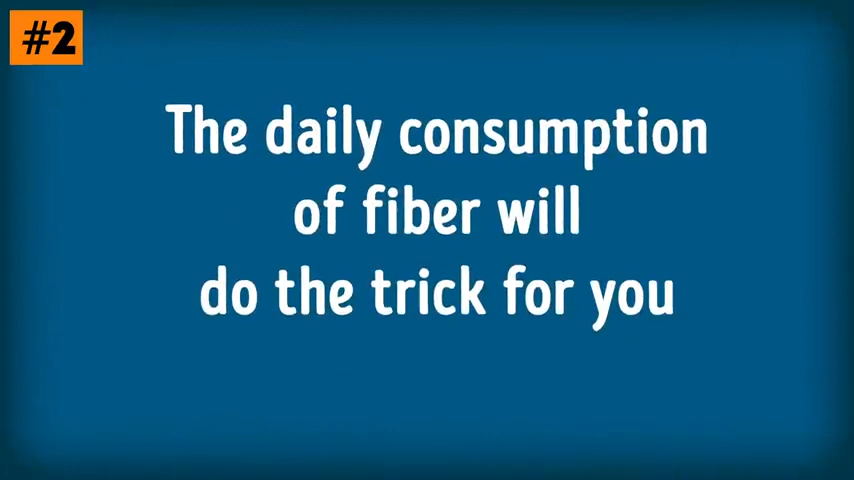 #2
The daily consumption
of fiber will
do the trick for you